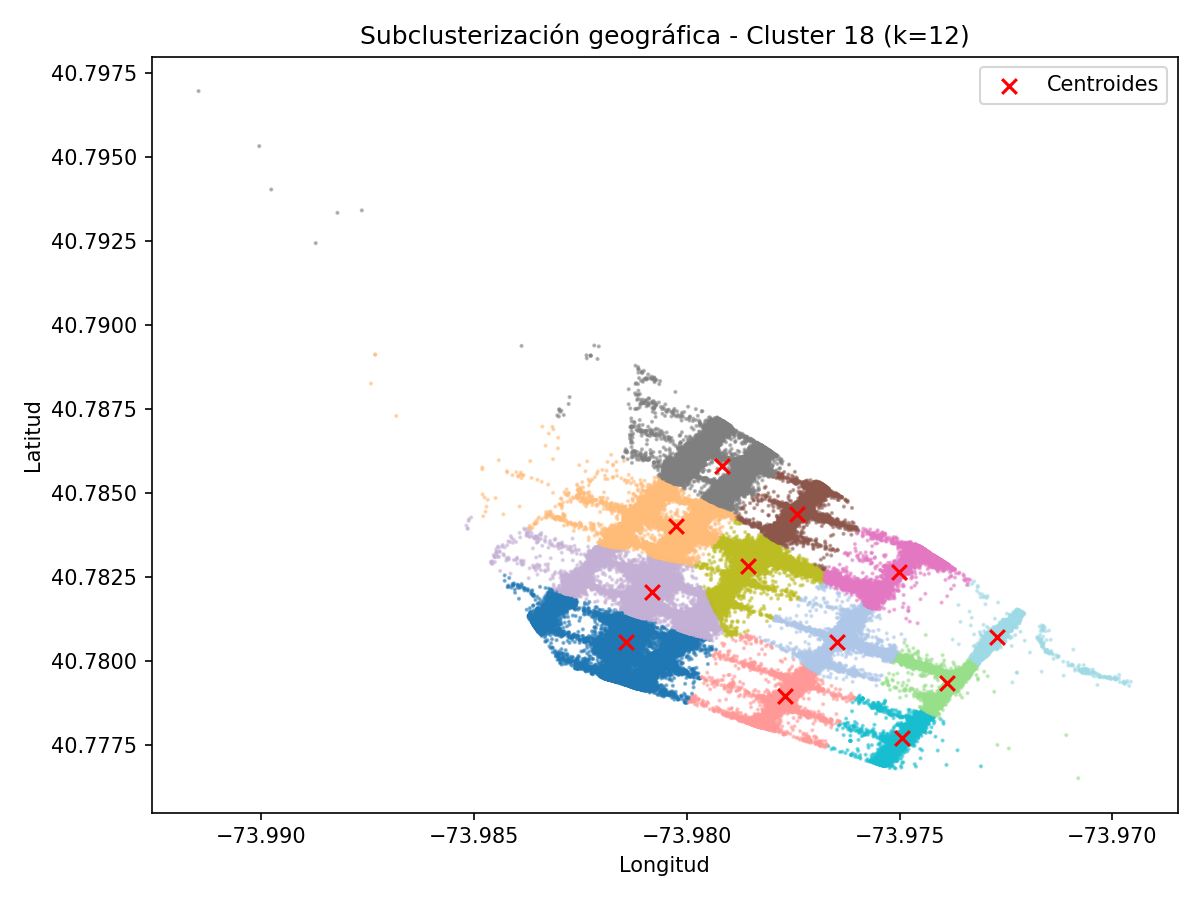 Subclusterización geográfica - Cluster 18 (k=12)
Centroides
40.7975
40.7950
40.7925
40.7900
40.7875
40.7850
40.7825
40.7800
40.7775
Latitud
−73.990 −73.985 −73.980 −73.975 −73.970
Longitud